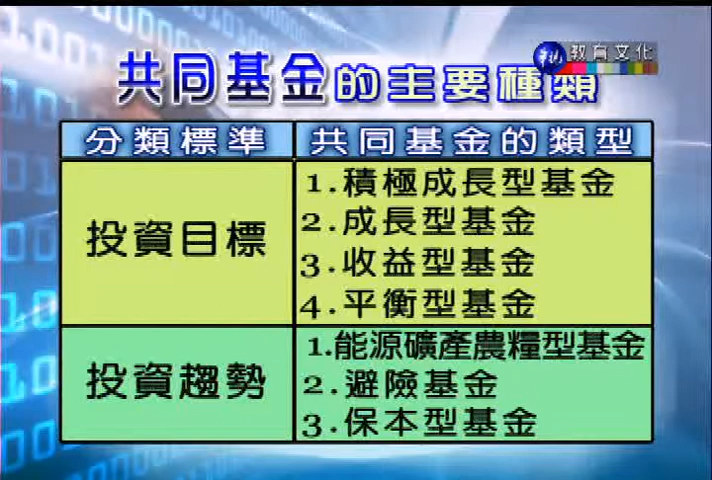 教育文化
共同基金的主要種類
分類標準
共同基金的類型
投資目標
1.積極成長型基金
2.成長型基金
3.收益型基金
4.平衡型基金
投資趨勢
1.能源礦產農糧型基金
2.避險基金
3.保本型基金